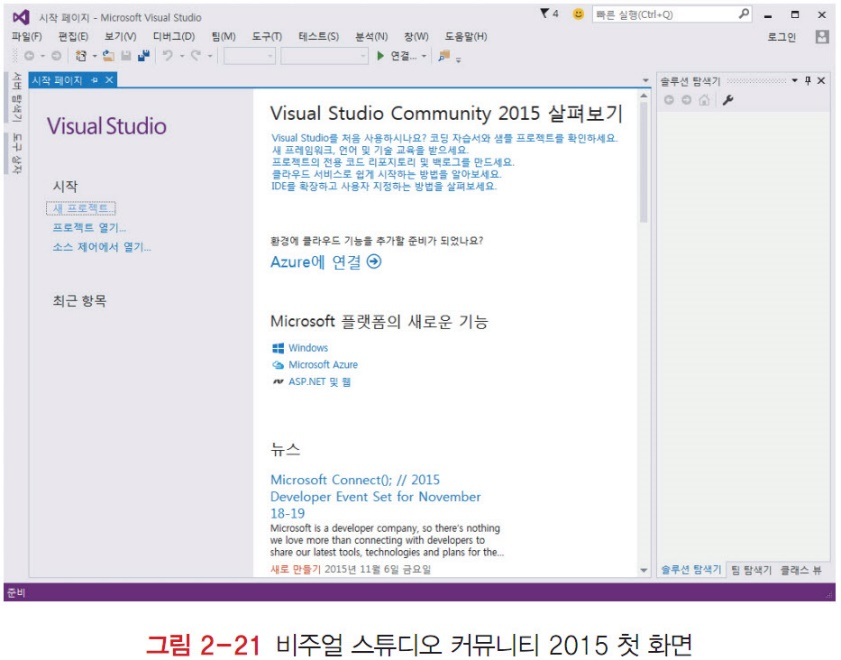 시작 페이지 - Microsoft Visual Studio
4
빠른 실행(Ctrl+Q)
파일(F) 편집(E) 보기(V) 디버그(D) 팀(M) 도구(T) 테스트(S) 분석(N) 창(W) 도움말(H)
로그인
연결...
서버 탐색기
도구 상자
시작 페이지
Visual Studio
시작
새 프로젝트...
프로젝트 열기...
소스 제어에서 열기...
최근 항목
Visual Studio Community 2015 살펴보기
Visual Studio를 처음 사용하시나요? 코딩 자습서와 샘플 프로젝트를 확인하세요.
새 프레임워크, 언어 및 기술 교육을 받으세요.
프로젝트의 전용 코드 리포지토리 및 백로그를 만드세요.
클라우드 서비스로 쉽게 시작하는 방법을 알아보세요.
IDE를 확장하고 사용자 지정하는 방법을 살펴보세요.
환경에 클라우드 기능을 추가할 준비가 되었나요?
Azure에 연결
Microsoft 플랫폼의 새로운 기능
Windows
Microsoft Azure
ASP.NET 및 웹
뉴스
Microsoft Connect(); // 2015
Developer Event Set for November
18-19
Microsoft is a developer company, so there's nothing
we love more than connecting with developers to
share our latest tools, technologies and plans for the...
새로 만들기 2015년 11월 6일 금요일
솔루션 탐색기
솔루션 탐색기 팀 탐색기 클래스 뷰
준비
그림 2-21 비주얼 스튜디오 커뮤니티 2015 첫 화면